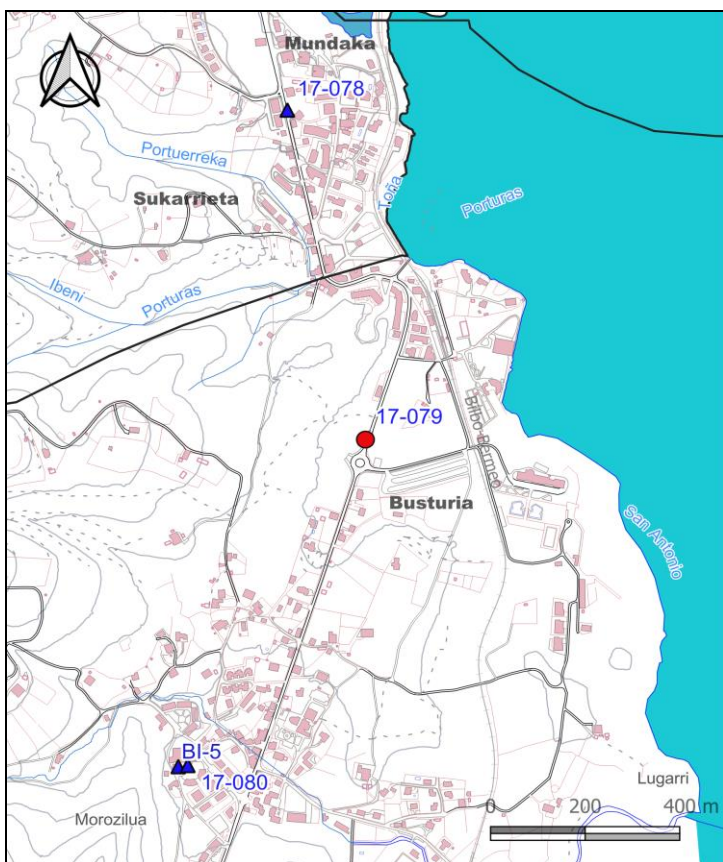 Mundaka
17-078
Portuerreka
Toña
Porturas
Sukarrieta
Ibeni
Porturas
17-079
Bilbo-Bermeo
Busturia
San Antonio
BI-5
17-080
Lugarri
Morozilua
0 200 400 m